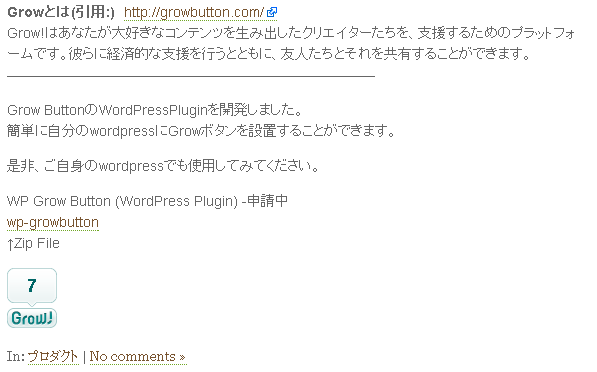 Growとは(引用:) http://growbutton.com/
Grow!はあなたが大好きなコンテンツを生み出したクリエイターたちを、支援するためのプラットフォ
ームです。彼らに経済的な支援を行うとともに、友人たちとそれを共有することができます。
Grow ButtonのWordPressPluginを開発しました。
簡単に自分のwordpressにGrowボタンを設置することができます。
是非、ご自身のwordpressでも使用してみてください。
WP Grow Button (WordPress Plugin) -申請中
wp-growbutton
↑Zip File
7
Grow!
In: プロダクト | No comments »